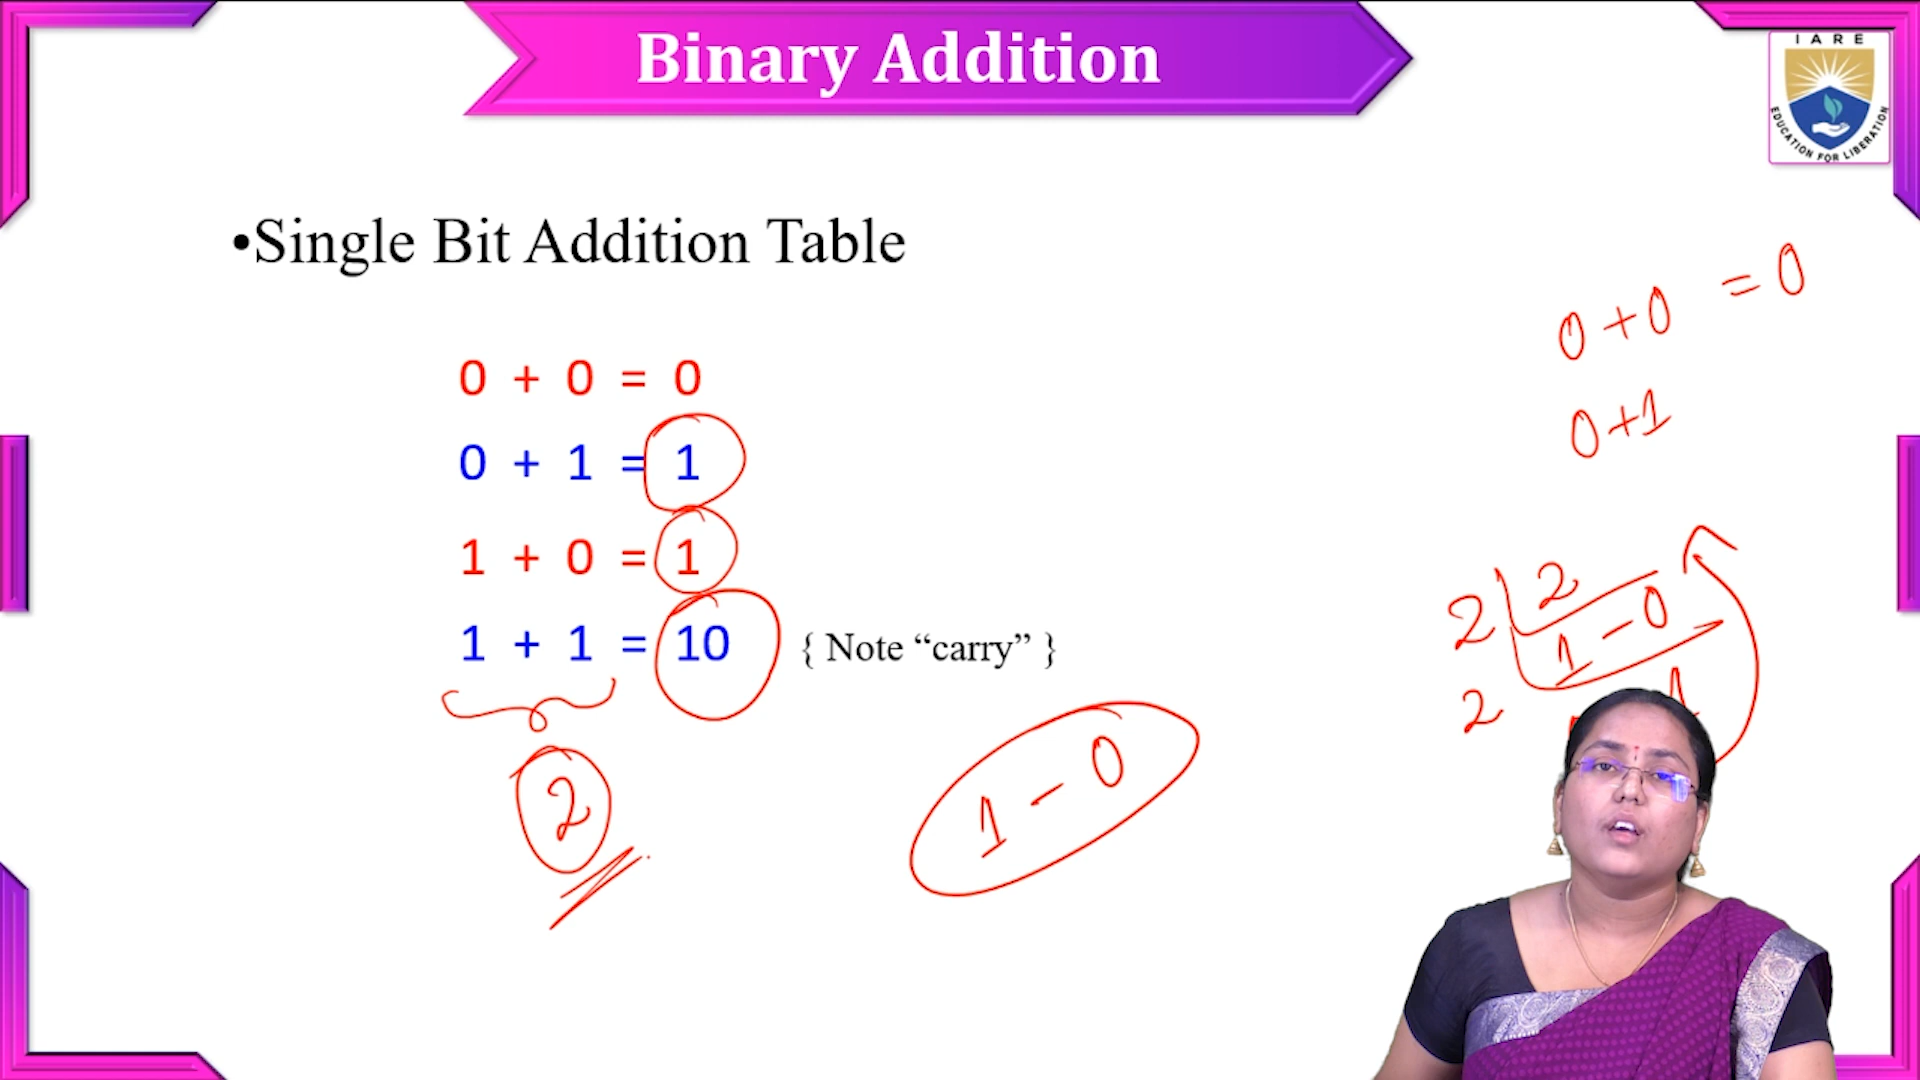 Binary Addition
IARE
EDUCATION FOR LIBERATION
•Single Bit Addition Table
0 + 0 = 0
0 + 1 = 1
1 + 0 = 1
1 + 1 = 10 { Note “carry” }
2
1 - 0
0 + 0 = 0
0 + 1
2 2
1 - 0
2